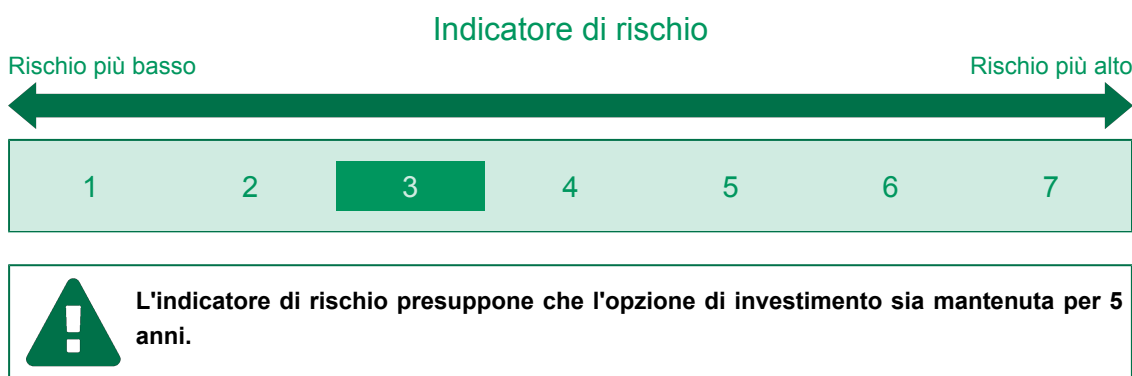 Indicatore di rischio
Rischio più basso Rischio più alto
1 2 3 4 5 6 7
L'indicatore di rischio presuppone che l'opzione di investimento sia mantenuta per 5
anni.